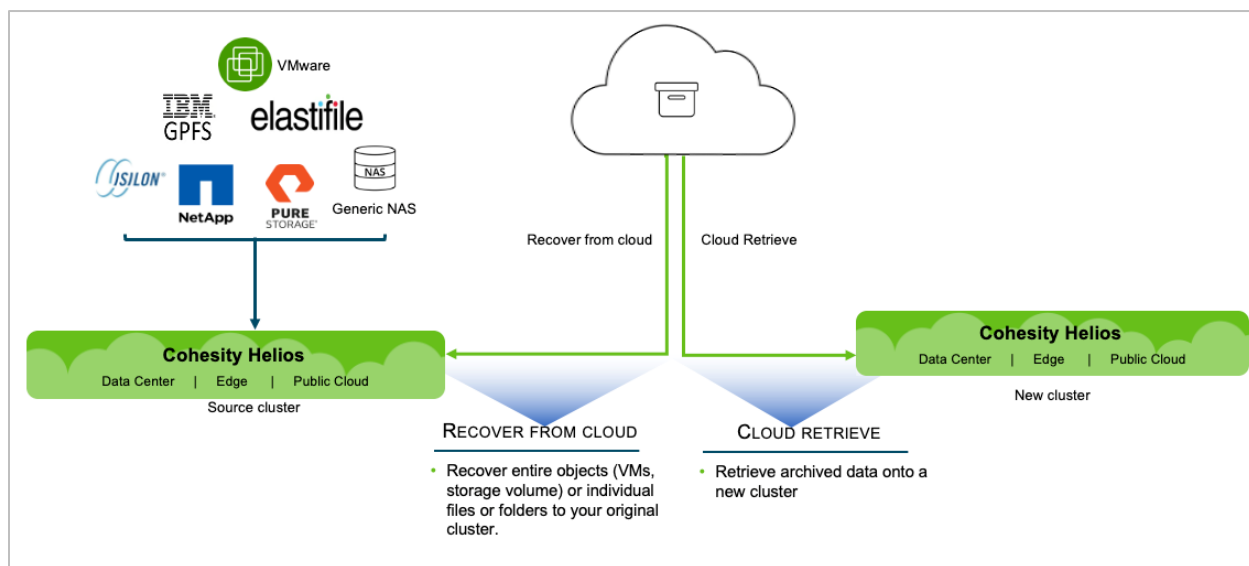 VMware
IBM
GPFS
elastifile
ISILON®
NetApp
PURE
STORAGE®
NAS
Generic NAS
Recover from cloud
Cloud Retrieve
Cohesity Helios
Data Center | Edge | Public Cloud
Source cluster
Cohesity Helios
Data Center | Edge | Public Cloud
New cluster
RECOVER FROM CLOUD
• Recover entire objects (VMs,
storage volume) or individual
files or folders to your original
cluster.
CLOUD RETRIEVE
• Retrieve archived data onto a
new cluster